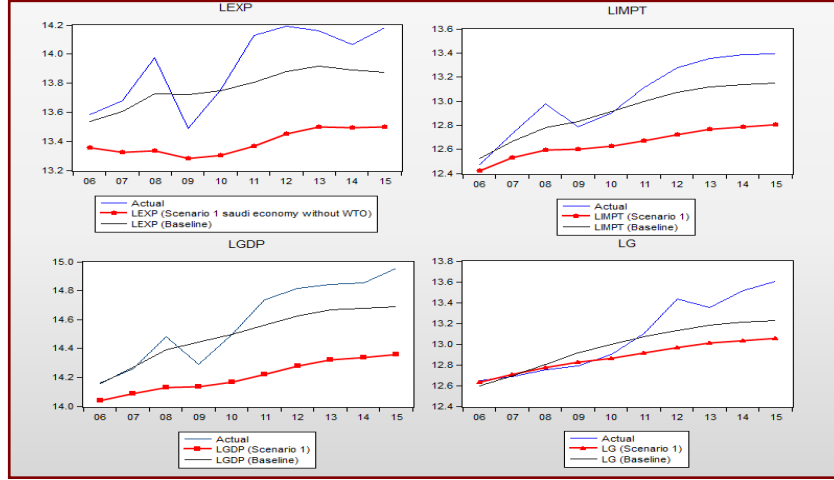 LEXP
14.2
14.0
13.8
13.6
13.4
13.2
06 07 08 09 10 11 12 13 14 15
Actual
LEXP (Scenario 1 saudi economy without WTO)
LEXP (Baseline)
LIMPT
13.6
13.4
13.2
13.0
12.8
12.6
12.4
06 07 08 09 10 11 12 13 14 15
Actual
LIMPT (Scenario 1)
LIMPT (Baseline)
LGDP
15.0
14.8
14.6
14.4
14.2
14.0
06 07 08 09 10 11 12 13 14 15
Actual
LGDP (Scenario 1)
LGDP (Baseline)
LG
13.8
13.6
13.4
13.2
13.0
12.8
12.6
12.4
06 07 08 09 10 11 12 13 14 15
Actual
LG (Scenario 1)
LG (Baseline)